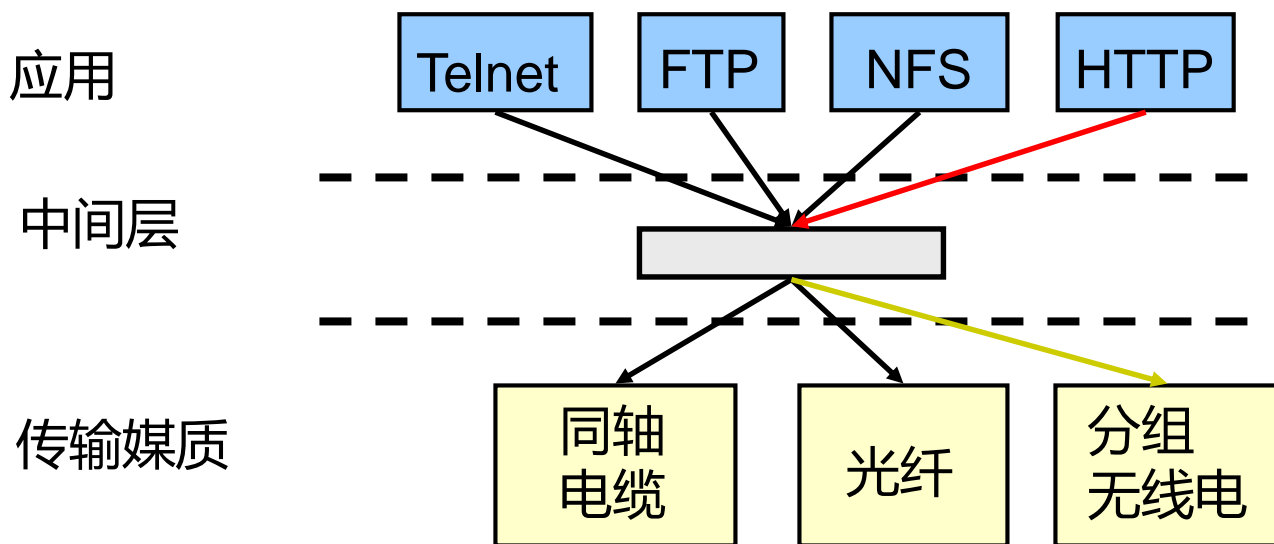 应用
Telnet
FTP
NFS
HTTP
中间层
传输媒质
同轴
电缆
光纤
分组
无线电